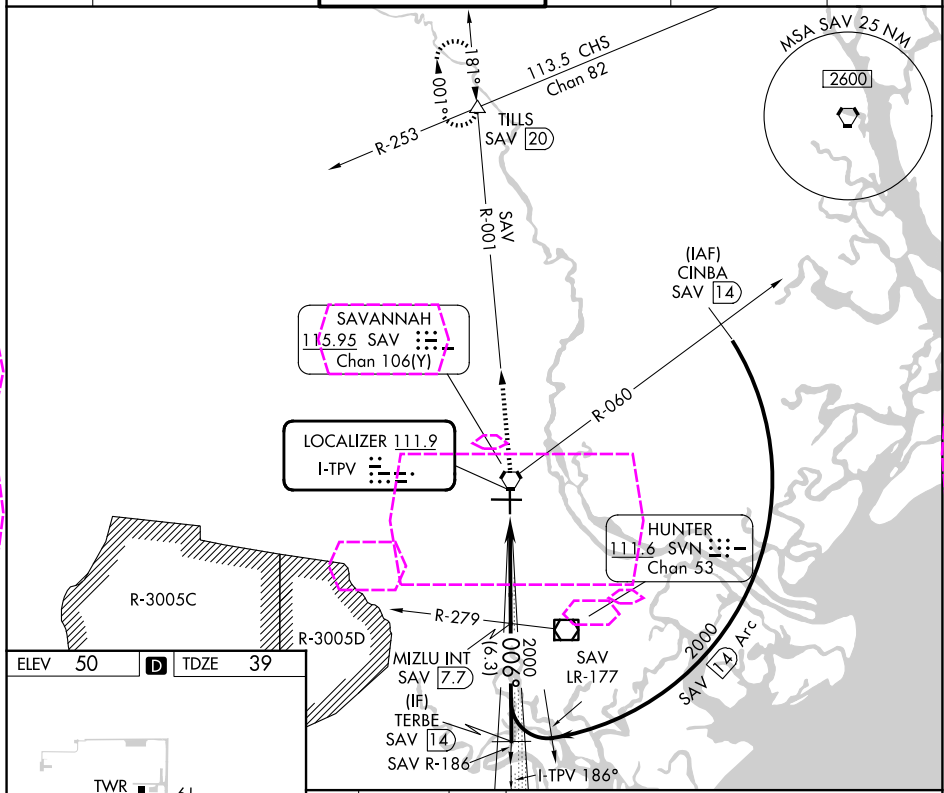 MSA SAV 25 NM
2600
113.5 CHS
Chan 82
181°
001°
R-253
TILLS
SAV 20
SAV
R-001
(IAF)
CINBA
SAV 14
SAVANNAH
115.95 SAV
Chan 106(Y)
R-060
LOCALIZER 111.9
I-TPV
HUNTER
111.6 SVN
Chan 53
R-3005C
R-3005D
R-279
MIZLU INT
SAV 7.7
2000
006°
(6.3)
SAV
LR-177
2000
SAV 14 Arc
(IF)
TERBE
SAV 14
SAV R-186
I-TPV 186°
ELEV 50 D TDZE 39
TWR